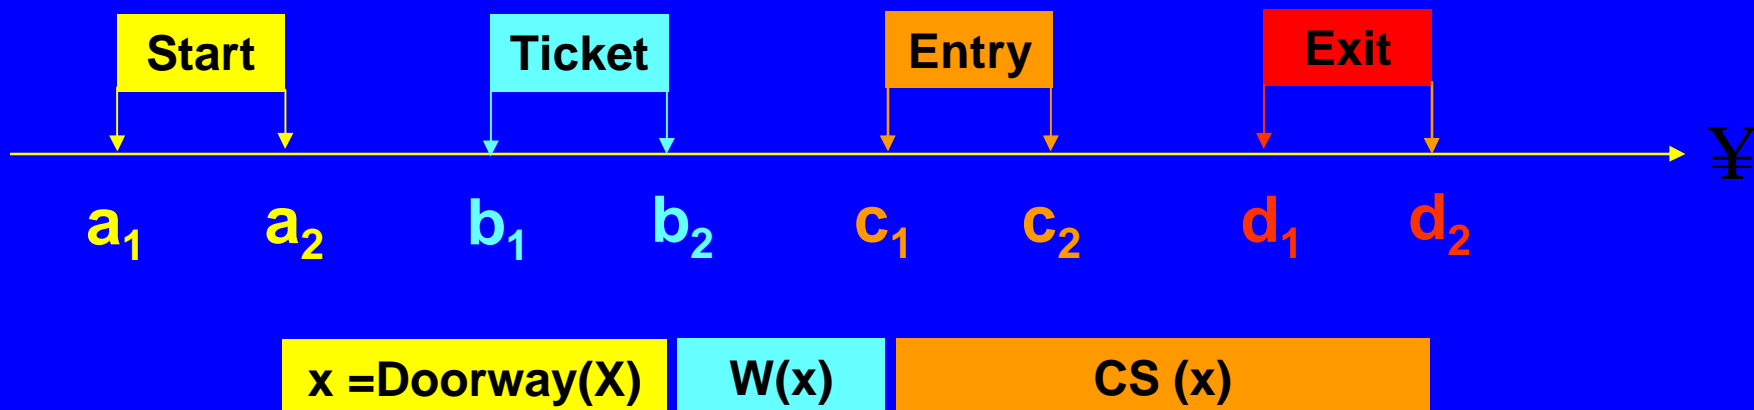 Start Ticket Entry Exit
¥
a₁ a₂ b₁ b₂ c₁ c₂ d₁ d₂
x =Doorway(X) W(x) CS (x)